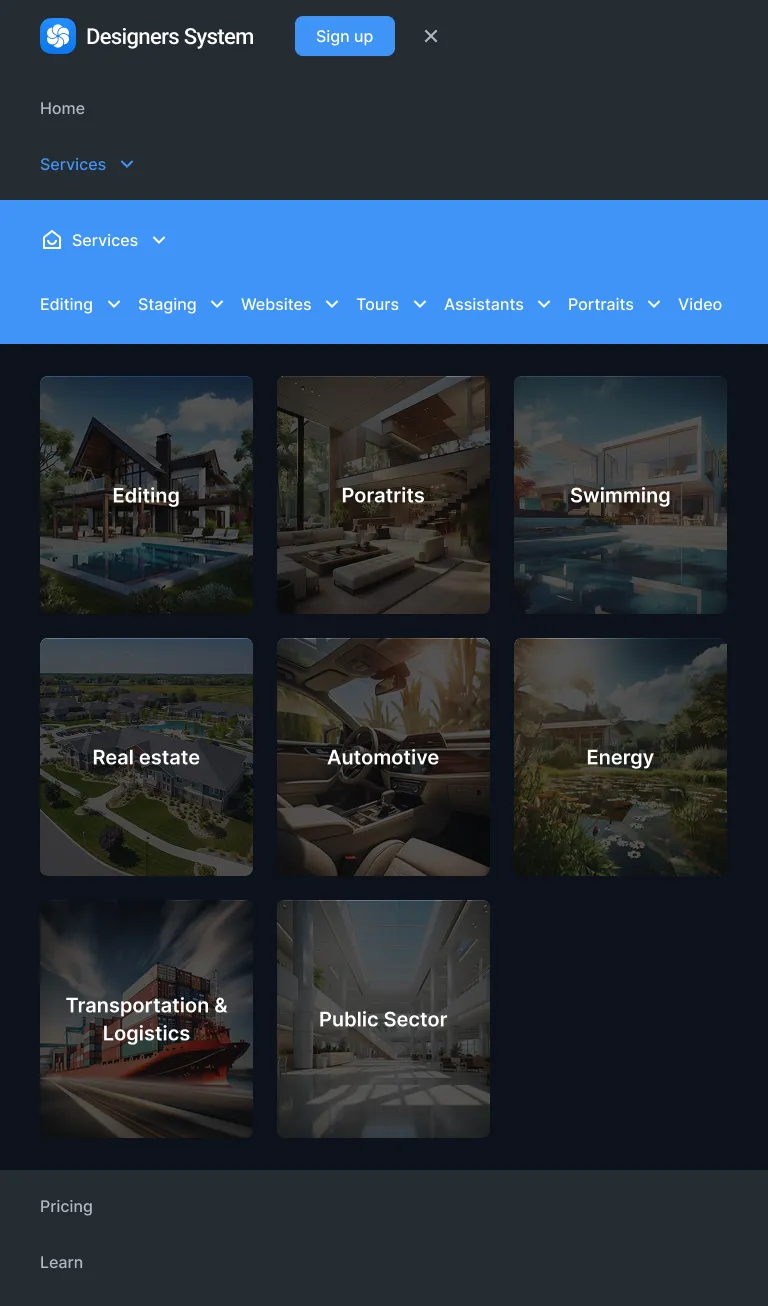 Designers System
Sign up
Home
Services
Services
Editing Staging Websites Tours Assistants Portraits Video
Editing
Poratrits
Swimming
Real estate
Automotive
Energy
Transportation &
Logistics
Public Sector
Pricing
Learn